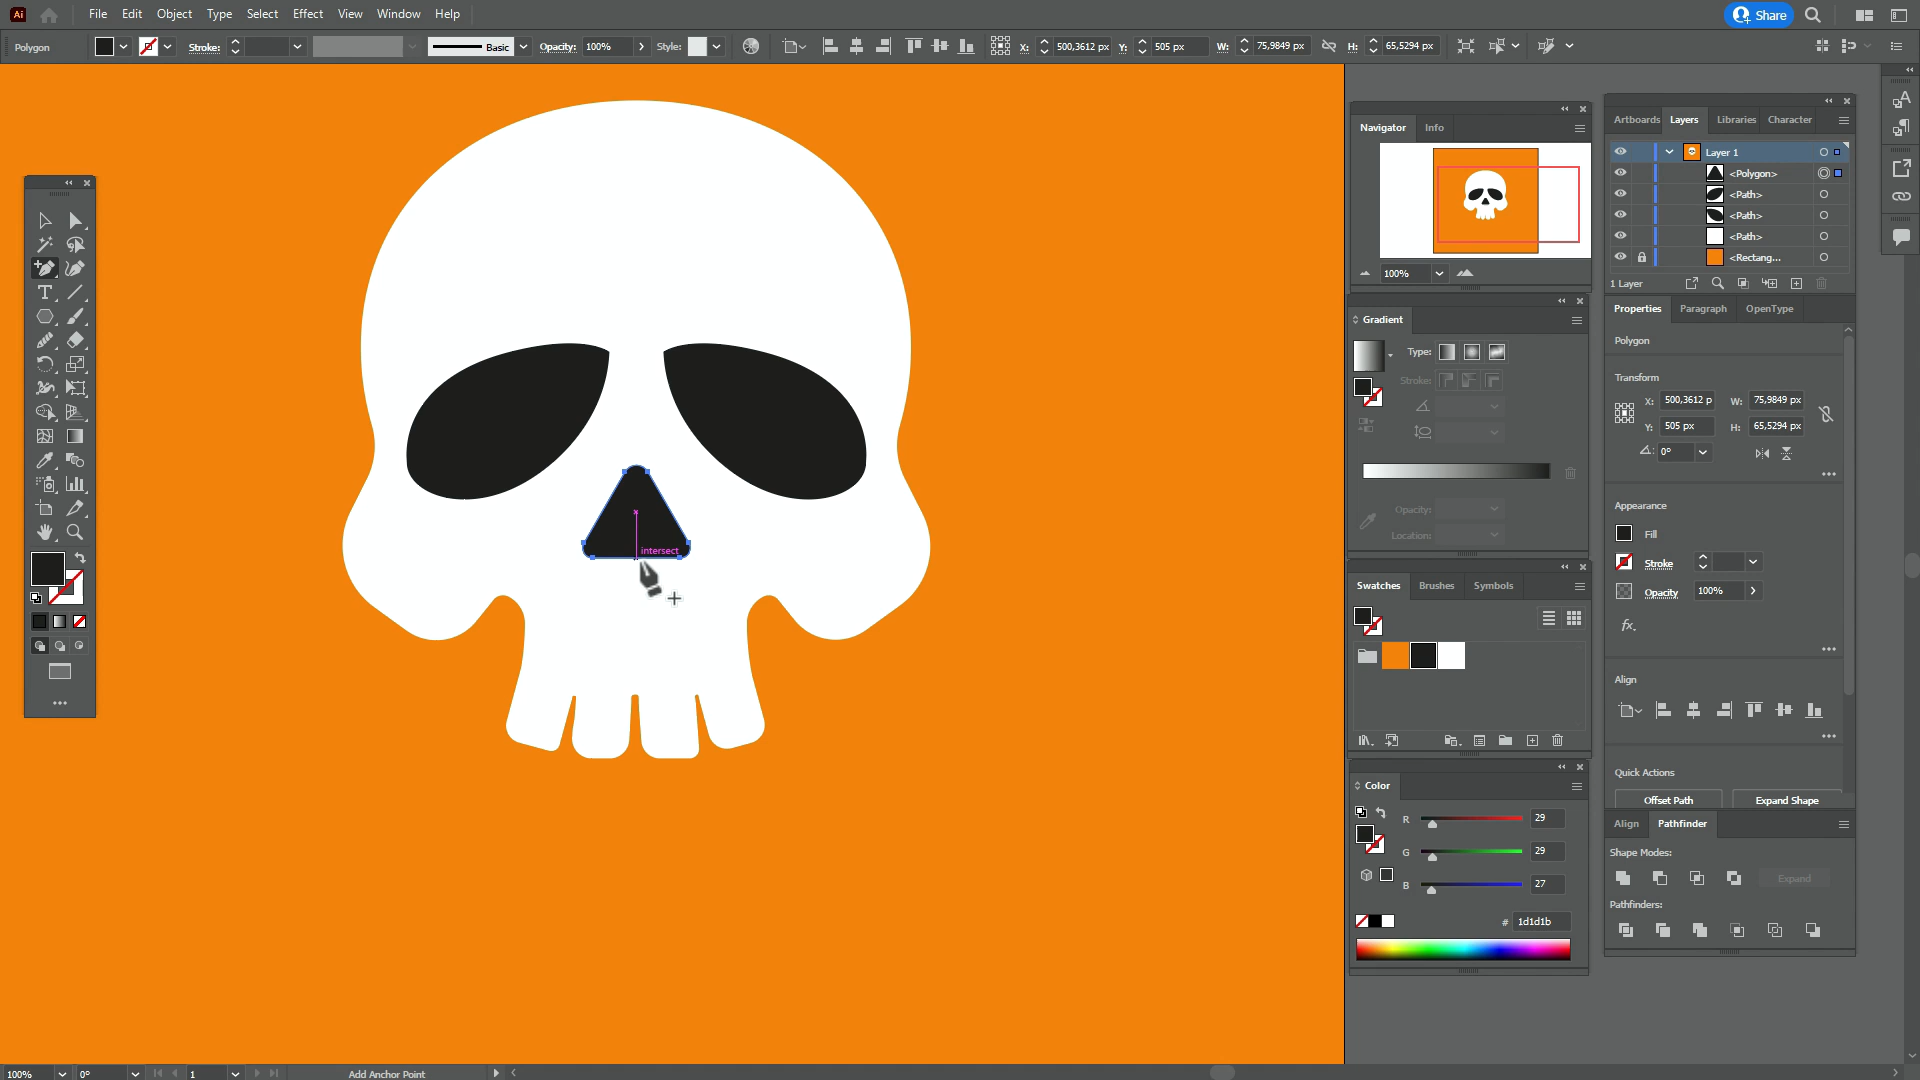 Ai File Edit Object Type Select Effect View Window Help Share
Polygon Stroke: Basic Opacity: 100% Style: X: 500,3612 px Y: 505 px W: 75,9849 px H: 65,5294 px
Navigator Info
100%
Gradient
Type:
Stroke:
Opacity:
Location:
Swatches Brushes Symbols
Color
R 29
G 29
B 27
# 1d1d1b
Artboards Layers Libraries Character
Layer 1
<Polygon>
<Path>
<Path>
<Path>
<Rectang...
1 Layer
Properties Paragraph OpenType
Polygon
Transform
X: 500,3612 p W: 75,9849 px
Y: 505 px H: 65,5294 px
0°
Appearance
Fill
Stroke
Opacity 100%
fx.
Align
Quick Actions
Offset Path Expand Shape
Align Pathfinder
Shape Modes:
Expand
Pathfinders:
intersect
100% 0° 1 Add Anchor Point